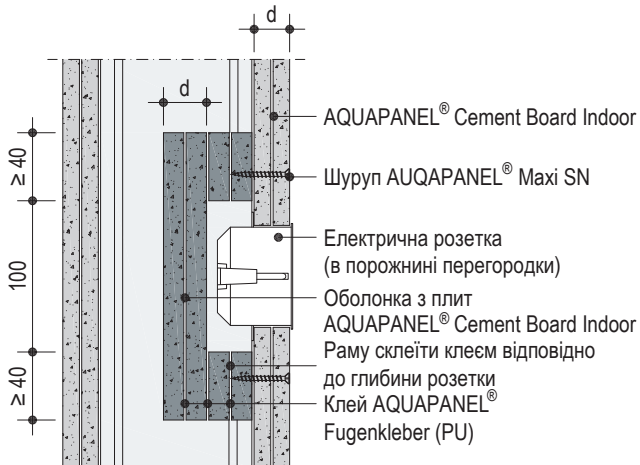 d
d
AQUAPANEL® Cement Board Indoor
≥ 40
Шуруп AUQAPANEL® Maxi SN
100
Електрична розетка
(в порожнині перегородки)
Оболонка з плит
AQUAPANEL® Cement Board Indoor
Раму склеїти клеєм відповідно
до глибини розетки
≥ 40
Клей AQUAPANEL®
Fugenkleber (PU)